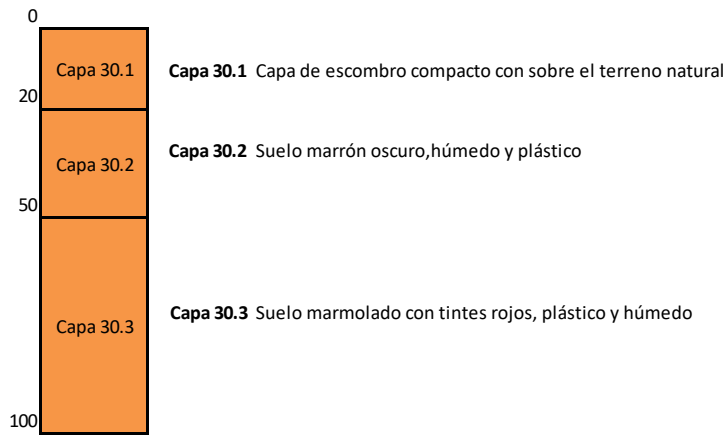 0
Capa 30.1
Capa 30.1 Capa de escombro compacto con sobre el terreno natural
20
Capa 30.2
Capa 30.2 Suelo marrón oscuro,húmedo y plástico
50
Capa 30.3
Capa 30.3 Suelo marmolado con tintes rojos, plástico y húmedo
100